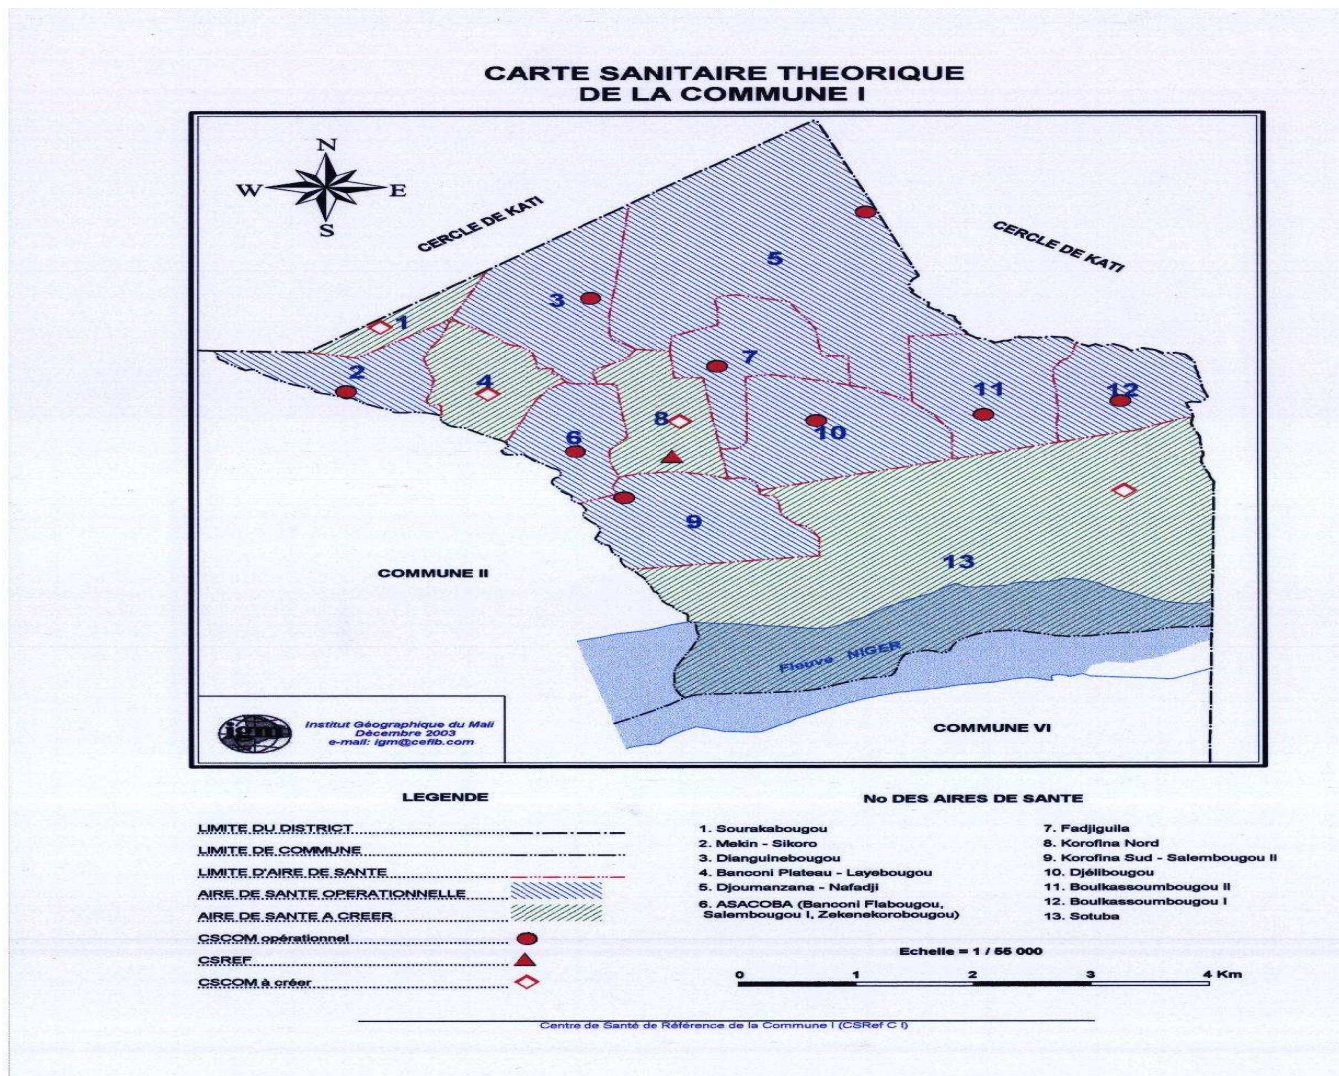 CARTE SANITAIRE THEORIQUE
DE LA COMMUNE I
N
W
E
S
CERCLE DE KATI
CERCLE DE KATI
5
3
1
7
2
4
11
12
8
10
6
9
13
COMMUNE II
Fleuve NIGER
COMMUNE VI
igm
Institut Géographique du Mali
Décembre 2003
e-mail: igm@cefib.com
LEGENDE
LIMITE DU DISTRICT
LIMITE DE COMMUNE
LIMITE D'AIRE DE SANTE
AIRE DE SANTE OPERATIONNELLE
AIRE DE SANTE A CREER
CSCOM opérationnel
CSREF
CSCOM à créer
No DES AIRES DE SANTE
1. Sourakabougou
2. Mekin - Sikoro
3. Dianguinebougou
4. Banconi Plateau - Layebougou
5. Djoumanzana - Nafadji
6. ASACOBA (Banconi Flabougou,
Salembougou I, Zekenekorobougou)
7. Fadjiguila
8. Korofina Nord
9. Korofina Sud - Salembougou II
10. Djélibougou
11. Boulkassoumbougou II
12. Boulkassoumbougou I
13. Sotuba
Echelle = 1 / 55 000
0 1 2 3 4 Km
Centre de Santé de Référence de la Commune I (CSRef C I)